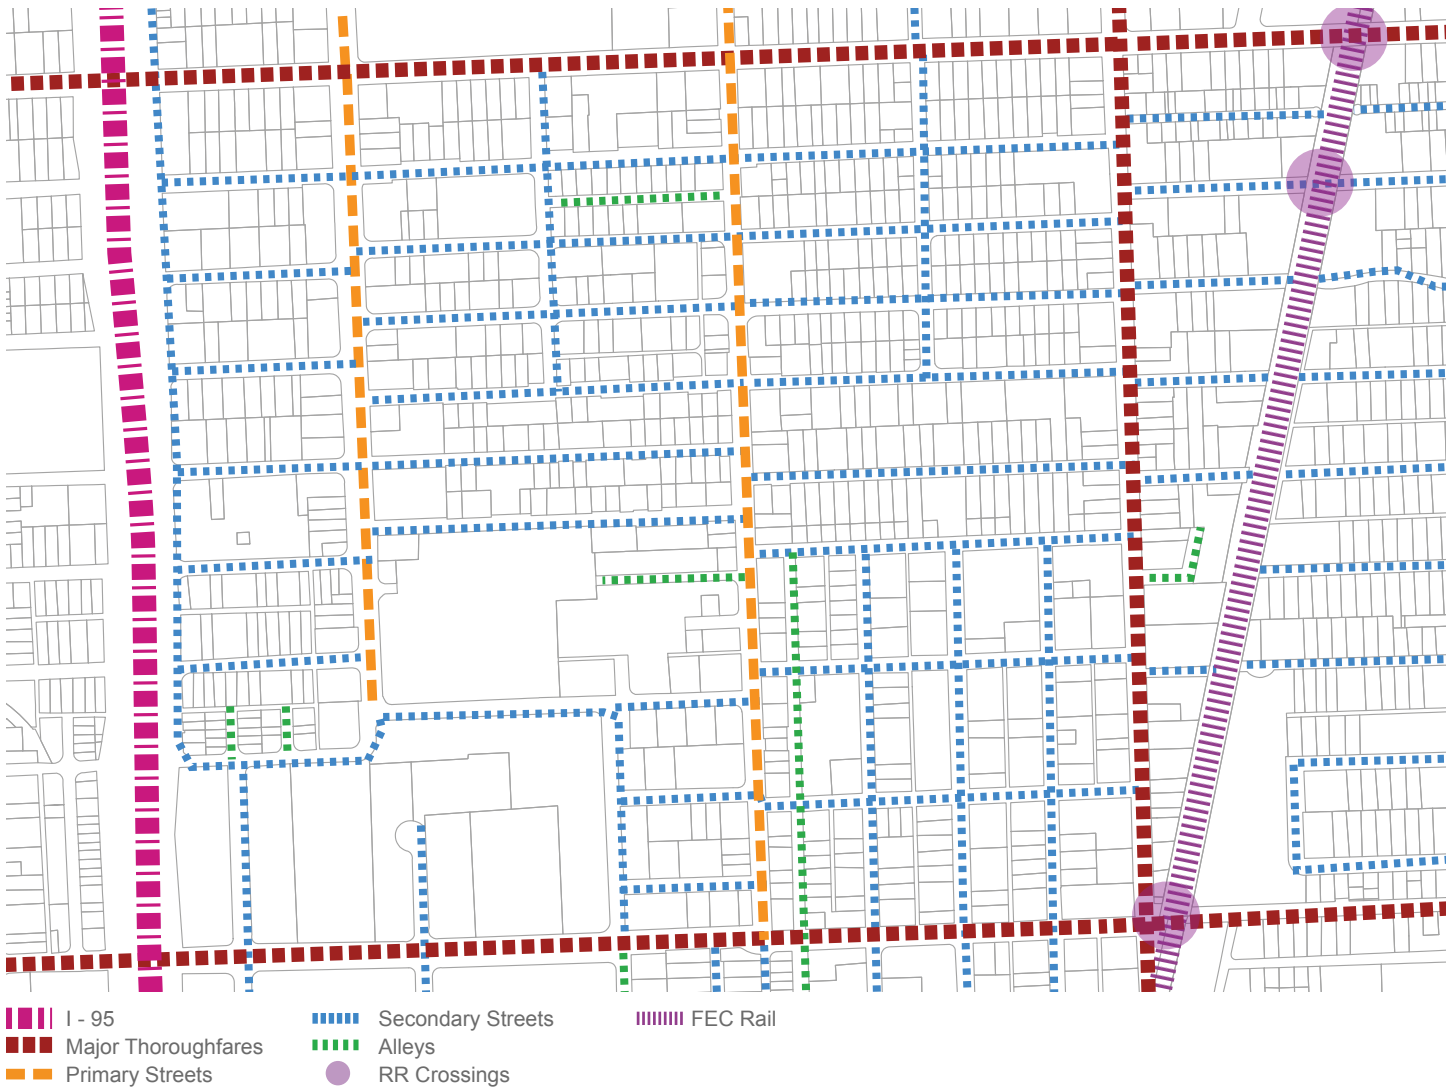 I - 95
Major Thoroughfares
Primary Streets
Secondary Streets
Alleys
RR Crossings
FEC Rail